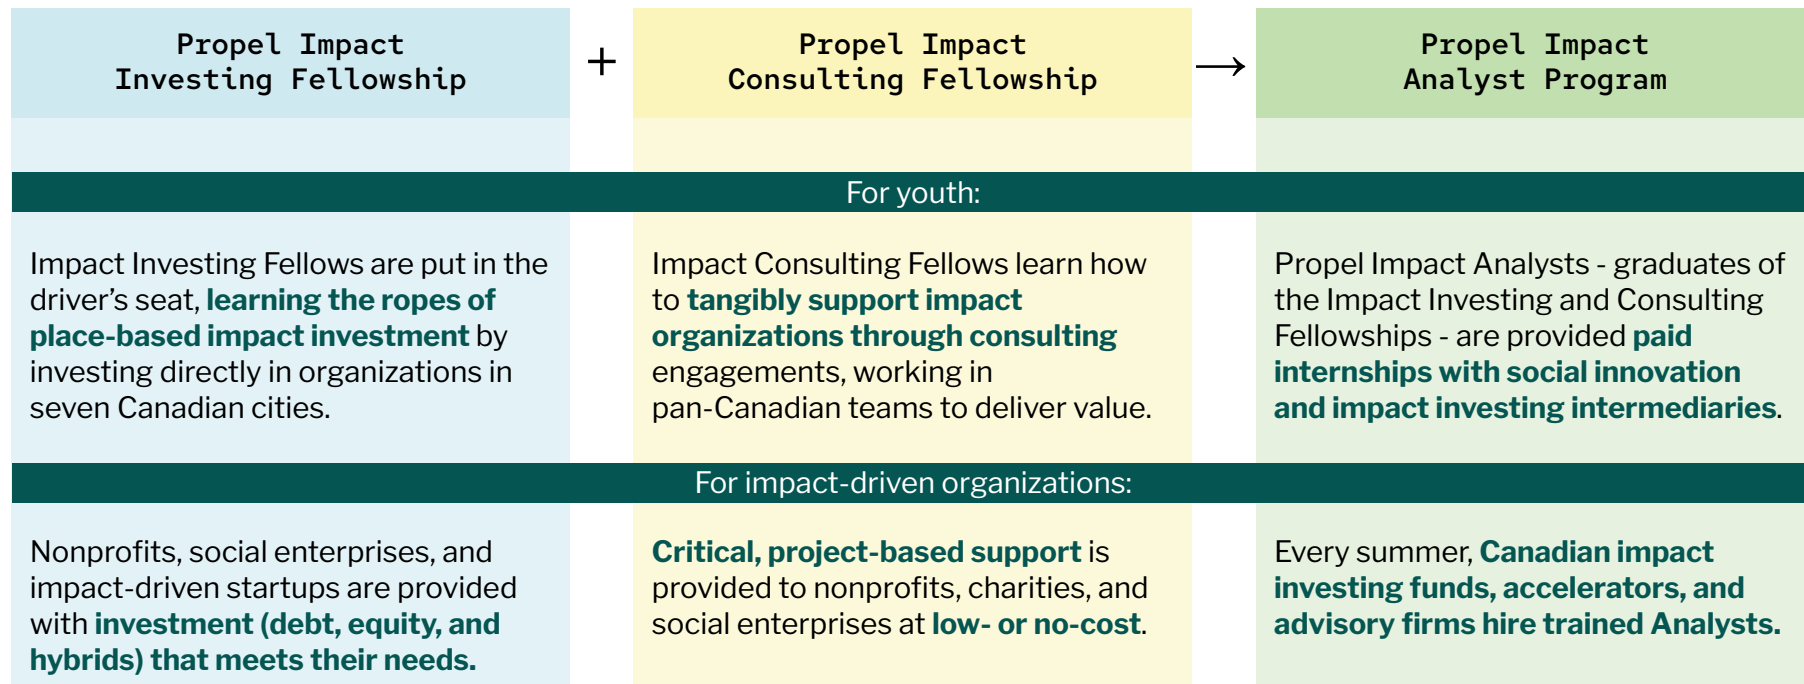 Propel Impact
Investing Fellowship
+
Propel Impact
Consulting Fellowship
→
Propel Impact
Analyst Program
For youth:
Impact Investing Fellows are put in the
driver’s seat, learning the ropes of
place-based impact investment by
investing directly in organizations in
seven Canadian cities.
Impact Consulting Fellows learn how
to tangibly support impact
organizations through consulting
engagements, working in
pan-Canadian teams to deliver value.
Propel Impact Analysts - graduates of
the Impact Investing and Consulting
Fellowships - are provided paid
internships with social innovation
and impact investing intermediaries.
For impact-driven organizations:
Nonprofits, social enterprises, and
impact-driven startups are provided
with investment (debt, equity, and
hybrids) that meets their needs.
Critical, project-based support is
provided to nonprofits, charities, and
social enterprises at low- or no-cost.
Every summer, Canadian impact
investing funds, accelerators, and
advisory firms hire trained Analysts.